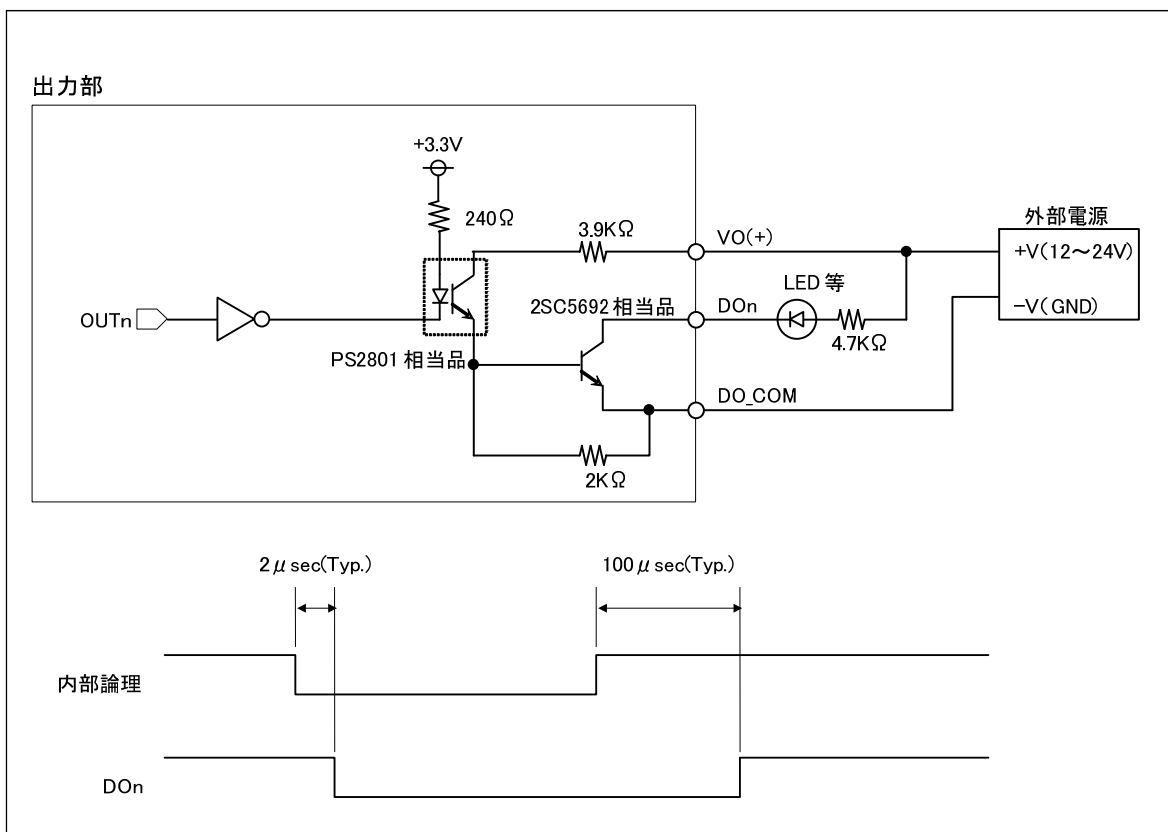 出力部
+3.3V
240Ω
3.9KΩ
VO(+)
外部電源
+V(12～24V)
LED 等
2SC5692 相当品
DOn
-V(GND)
OUTn
4.7KΩ
PS2801 相当品
DO_COM
2KΩ
2μsec(Typ.)
100μsec(Typ.)
内部論理
DOn